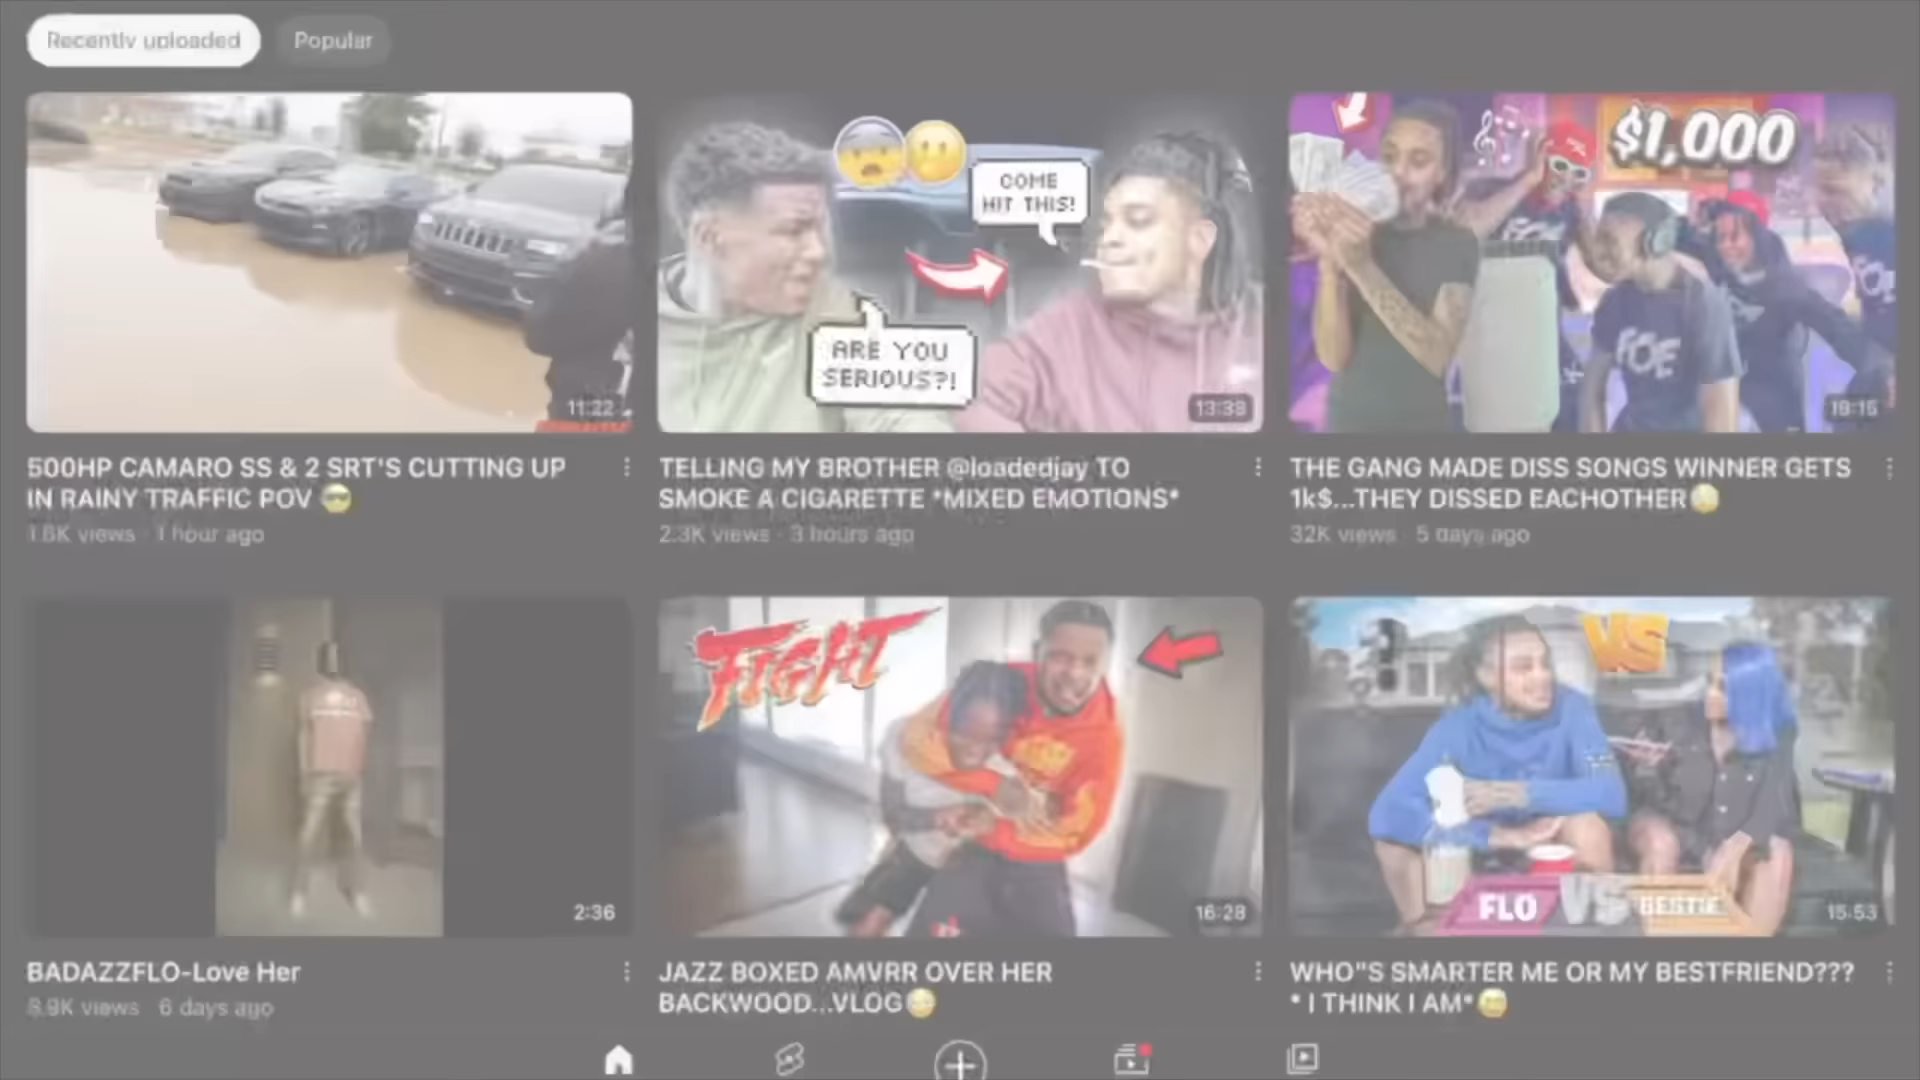 Recently uploaded
Popular
COME
HIT THIS!
ARE YOU
SERIOUS?!
$1,000
FOE
11:22
13:39
19:15
500HP CAMARO SS & 2 SRT'S CUTTING UP
IN RAINY TRAFFIC POV 😎
1.6K views · 1 hour ago
TELLING MY BROTHER @loadedjay TO
SMOKE A CIGARETTE *MIXED EMOTIONS*
2.3K views · 3 hours ago
THE GANG MADE DISS SONGS WINNER GETS
1k$...THEY DISSED EACHOTHER
32K views · 5 days ago
FIGHT
VS
FLO VS BESTIE
2:36
16:28
15:53
BADAZZFLO-Love Her
8.9K views · 6 days ago
JAZZ BOXED AMVRR OVER HER
BACKWOOD...VLOG
WHO"S SMARTER ME OR MY BESTFRIEND???
* I THINK I AM*